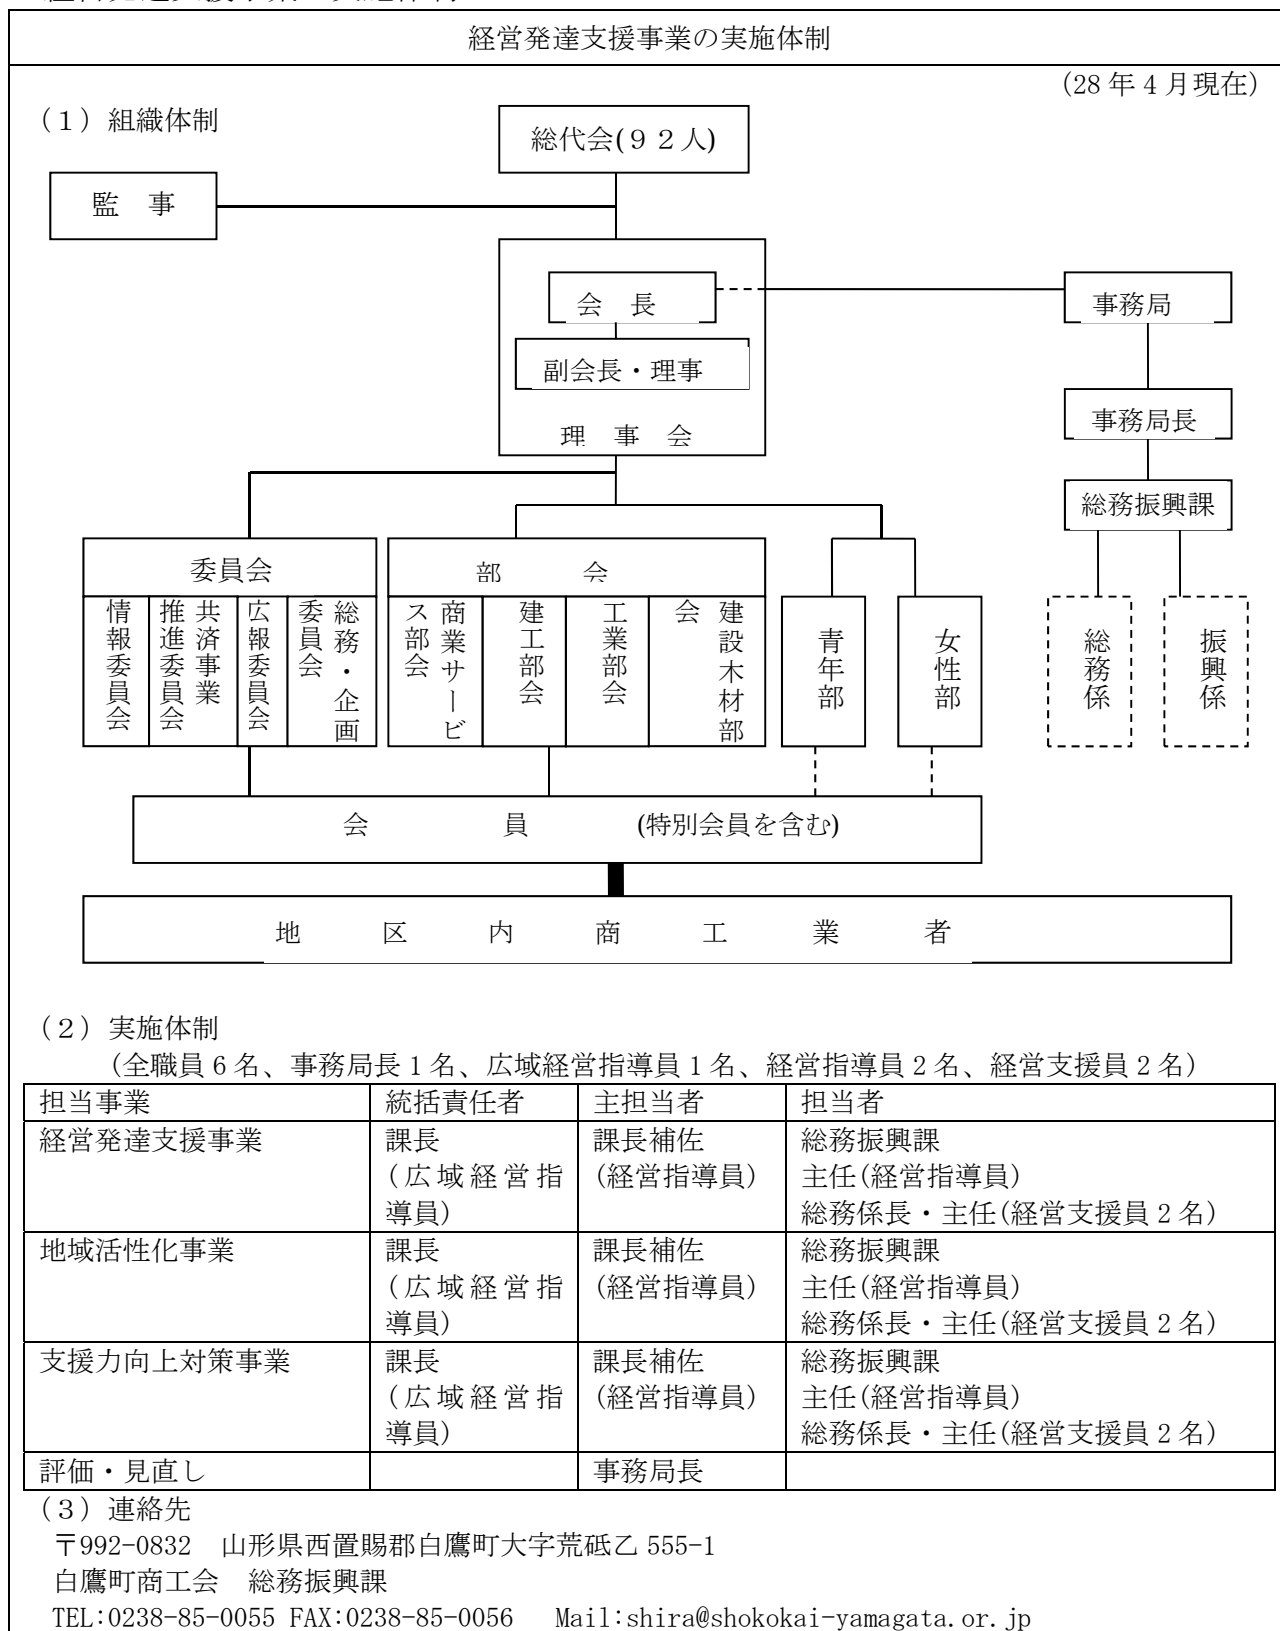 経営発達支援事業の実施体制
(28年4月現在)
(１) 組織体制
総代会(９２人)
監　事
会　長
事務局
副会長・理事
理　事　会
事務局長
総務振興課
委員会
部　　会
情報委員会
共済事業
推進委員会
広報委員会
総務・企画
委員会
商業サービ
ス部会
建工部会
工業部会
建設木材部
会
青年部
女性部
総務係
振興係
会　　　　員　　　(特別会員を含む)
地　区　内　商　工　業　者
(２) 実施体制
(全職員6名、事務局長1名、広域経営指導員1名、経営指導員2名、経営支援員2名)
担当事業　統括責任者　主担当者　担当者
経営発達支援事業　課長　課長補佐　総務振興課
(広域経営指　(経営指導員)　主任(経営指導員)
導員)　総務係長・主任(経営支援員2名)
地域活性化事業　課長　課長補佐　総務振興課
(広域経営指　(経営指導員)　主任(経営指導員)
導員)　総務係長・主任(経営支援員2名)
支援力向上対策事業　課長　課長補佐　総務振興課
(広域経営指　(経営指導員)　主任(経営指導員)
導員)　総務係長・主任(経営支援員2名)
評価・見直し　事務局長
(３) 連絡先
〒992-0832　山形県西置賜郡白鷹町大字荒砥乙555-1
白鷹町商工会　総務振興課
TEL:0238-85-0055 FAX:0238-85-0056　Mail:shira@shokokai-yamagata.or.jp